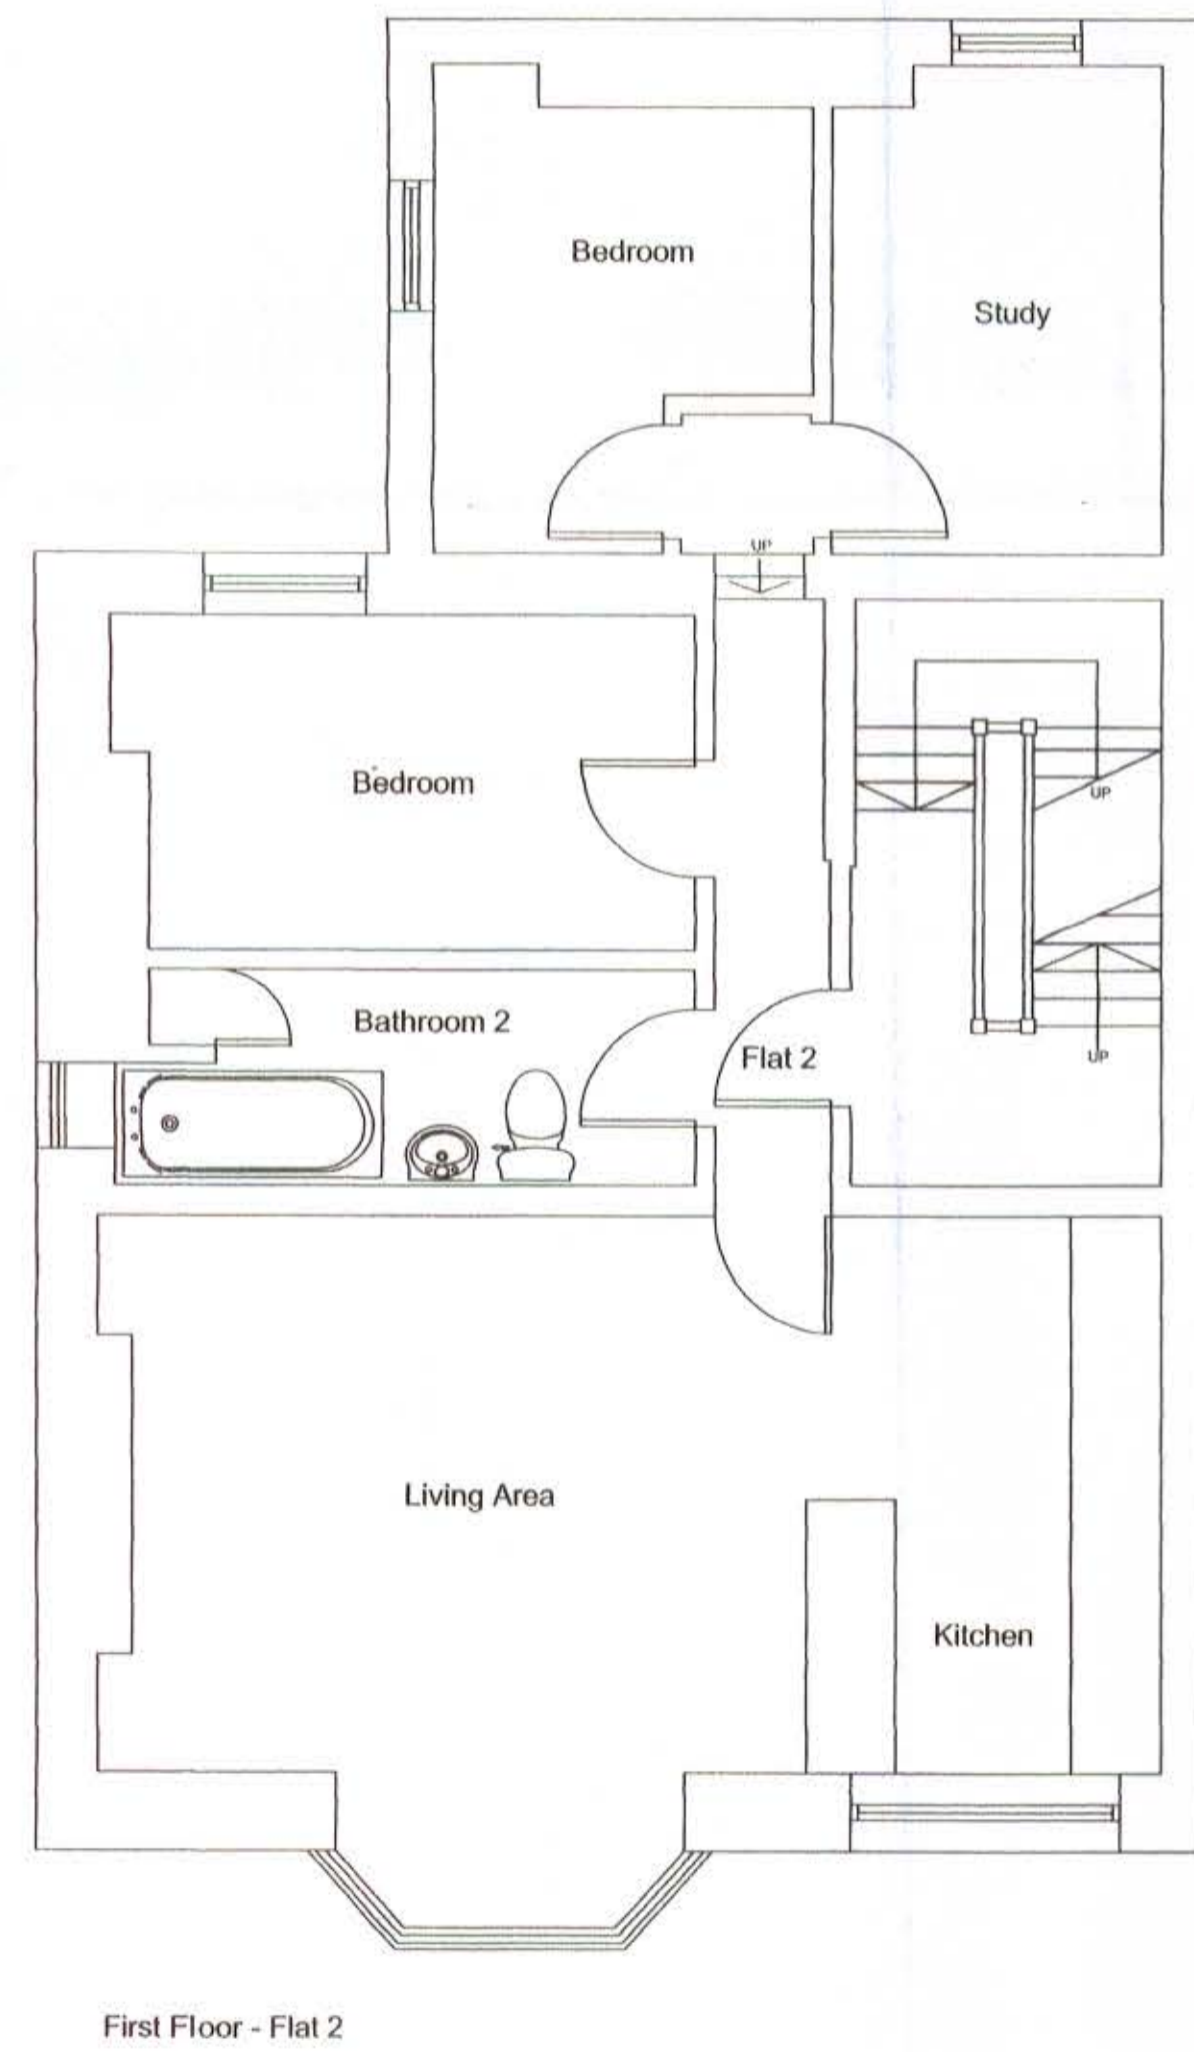 Bedroom
Study
UP
Bedroom
UP
Bathroom 2
Flat 2
UP
Living Area
Kitchen
First Floor - Flat 2